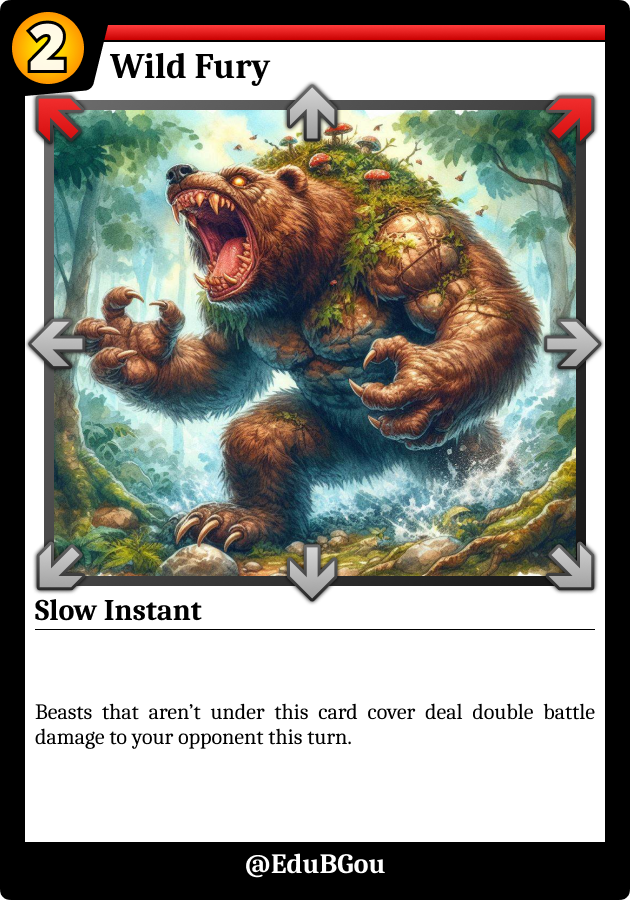 2
Wild Fury
Slow Instant
Beasts that aren’t under this card cover deal double battle
damage to your opponent this turn.
@EduBGou